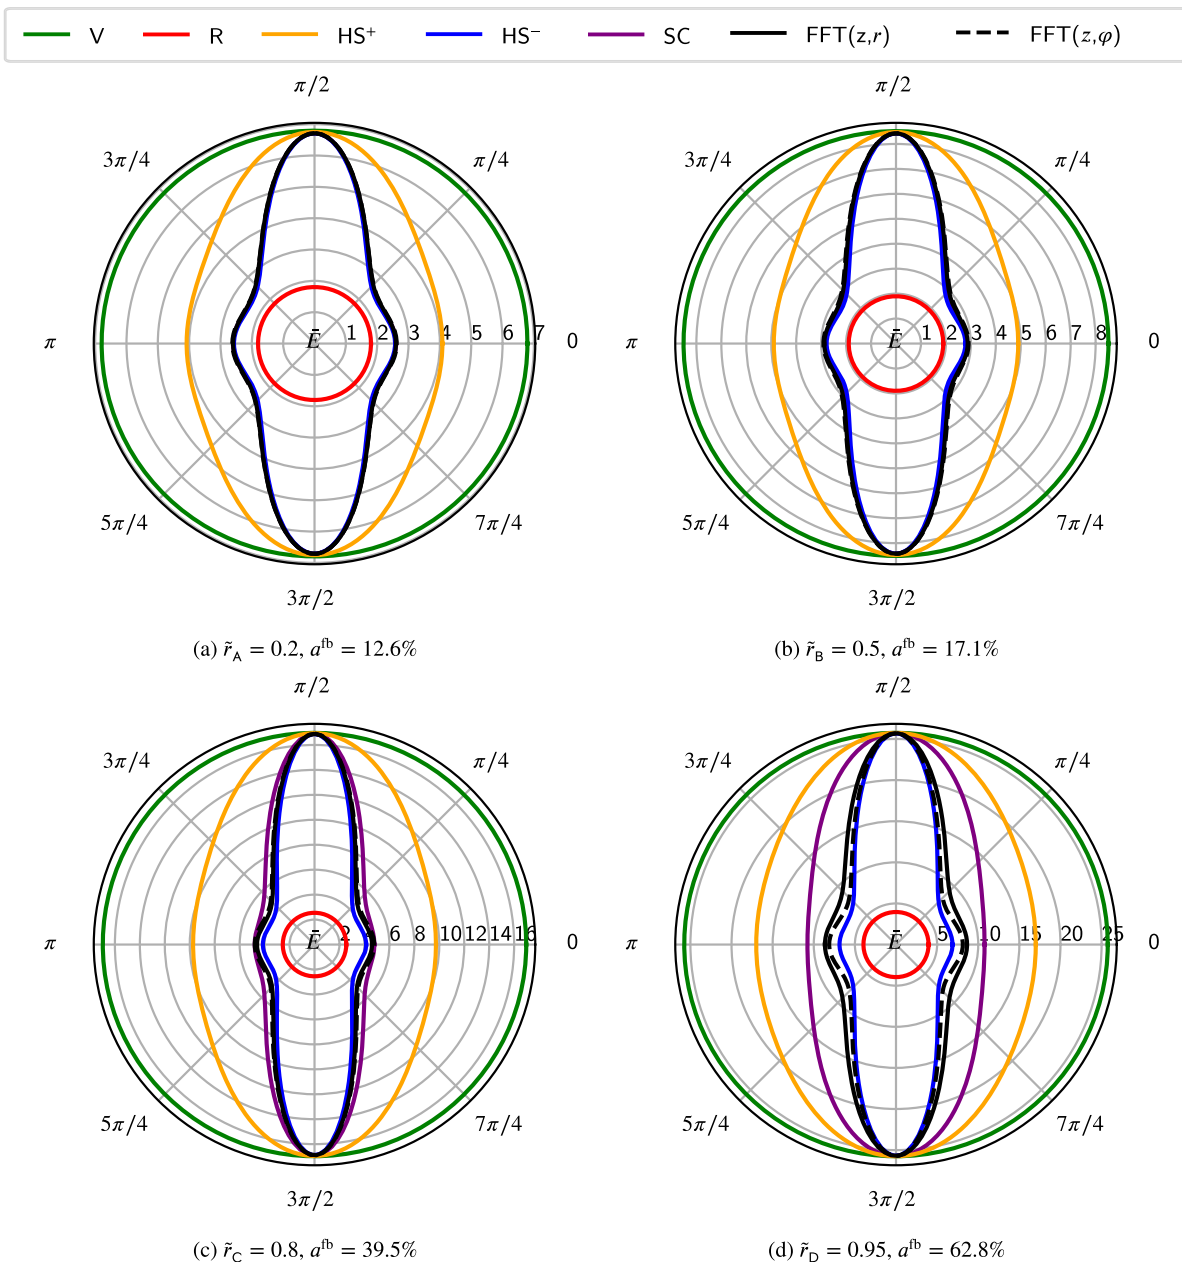 V R HS⁺ HS⁻ SC FFT(z,r) FFT(z,φ)
π/2 π/2
3π/4 π/4 3π/4 π/4
π Ē 1 2 3 4 5 6 7 0 π Ē 1 2 3 4 5 6 7 8 0
5π/4 7π/4 5π/4 7π/4
3π/2 3π/2
(a) r̃_A = 0.2, a^fb = 12.6% (b) r̃_B = 0.5, a^fb = 17.1%
π/2 π/2
3π/4 π/4 3π/4 π/4
π Ē 2 4 6 8 10 12 14 16 0 π Ē 5 10 15 20 25 0
5π/4 7π/4 5π/4 7π/4
3π/2 3π/2
(c) r̃_C = 0.8, a^fb = 39.5% (d) r̃_D = 0.95, a^fb = 62.8%